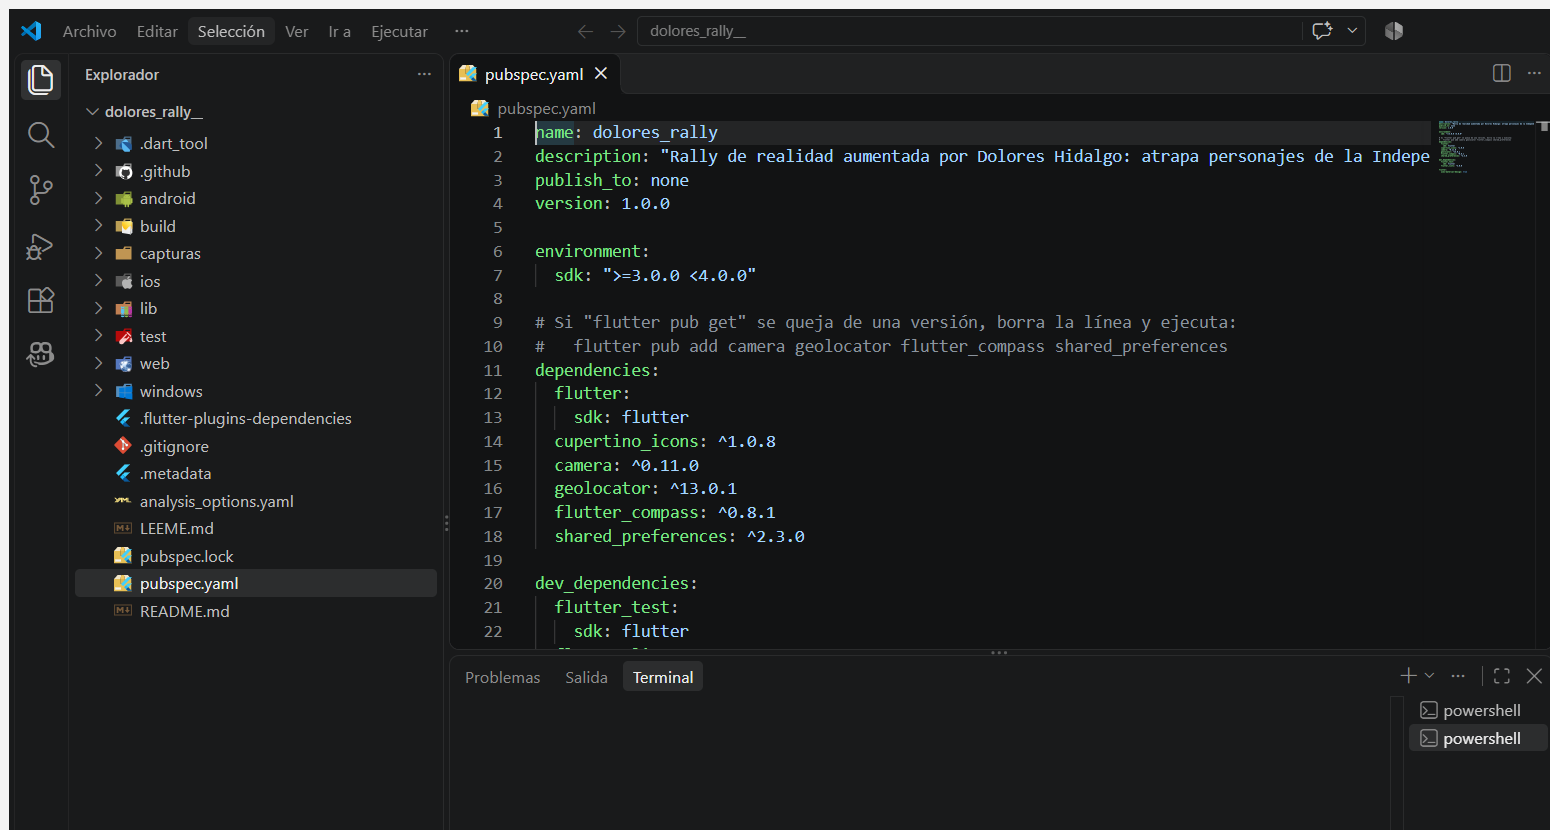 Archivo Editar Selección Ver Ir a Ejecutar ··· dolores_rally__
Explorador ···
dolores_rally__
.dart_tool
.github
android
build
capturas
ios
lib
test
web
windows
.flutter-plugins-dependencies
.gitignore
.metadata
analysis_options.yaml
LEEME.md
pubspec.lock
pubspec.yaml
README.md
pubspec.yaml
pubspec.yaml
1 name: dolores_rally
2 description: "Rally de realidad aumentada por Dolores Hidalgo: atrapa personajes de la Indepe
3 publish_to: none
4 version: 1.0.0
5
6 environment:
7 sdk: ">=3.0.0 <4.0.0"
8
9 # Si "flutter pub get" se queja de una versión, borra la línea y ejecuta:
10 #   flutter pub add camera geolocator flutter_compass shared_preferences
11 dependencies:
12 flutter:
13 sdk: flutter
14 cupertino_icons: ^1.0.8
15 camera: ^0.11.0
16 geolocator: ^13.0.1
17 flutter_compass: ^0.8.1
18 shared_preferences: ^2.3.0
19
20 dev_dependencies:
21 flutter_test:
22 sdk: flutter
Problemas Salida Terminal
powershell
powershell